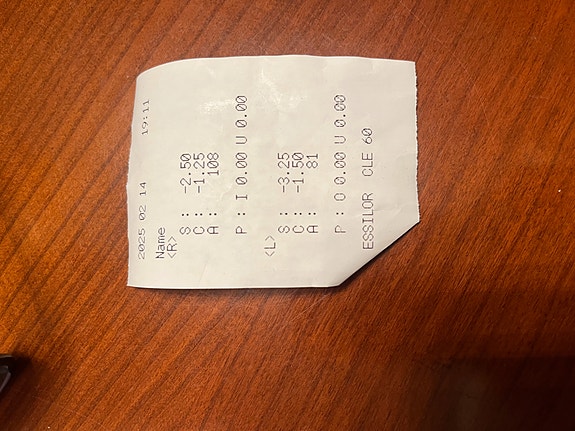 2025 02 14 19:11
Name
<R>
S : -2.50
C : -1.25
A : 108
P : I 0.00 U 0.00
<L>
S : -3.25
C : -1.50
A : 81
P : O 0.00 U 0.00
ESSILOR CLE 60